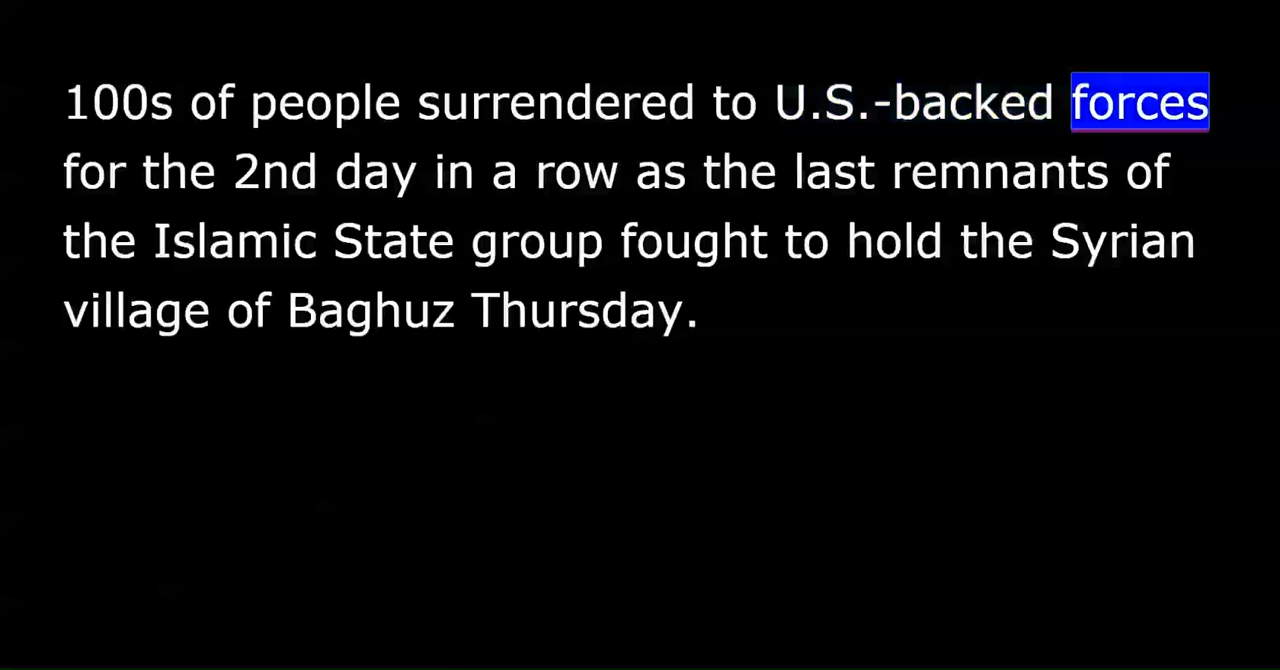 100s of people surrendered to U.S.-backed forces
for the 2nd day in a row as the last remnants of
the Islamic State group fought to hold the Syrian
village of Baghuz Thursday.